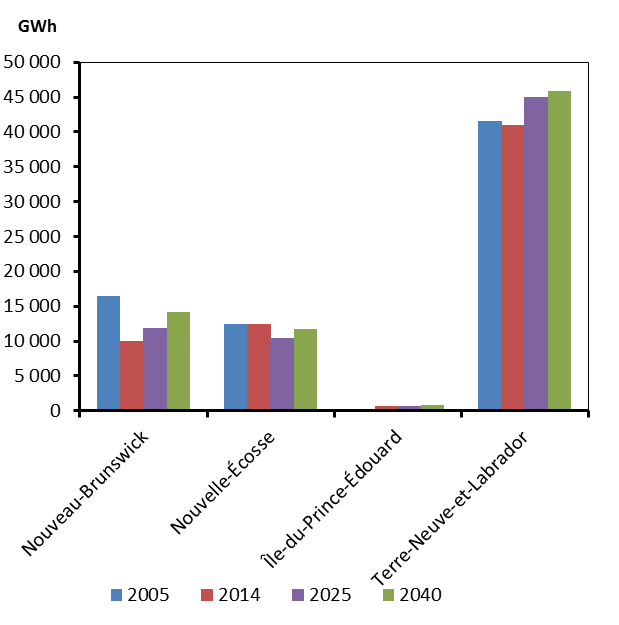 GWh
50 000
45 000
40 000
35 000
30 000
25 000
20 000
15 000
10 000
5 000
0
Nouveau-Brunswick
Nouvelle-Écosse
Île-du-Prince-Édouard
Terre-Neuve-et-Labrador
2005 2014 2025 2040